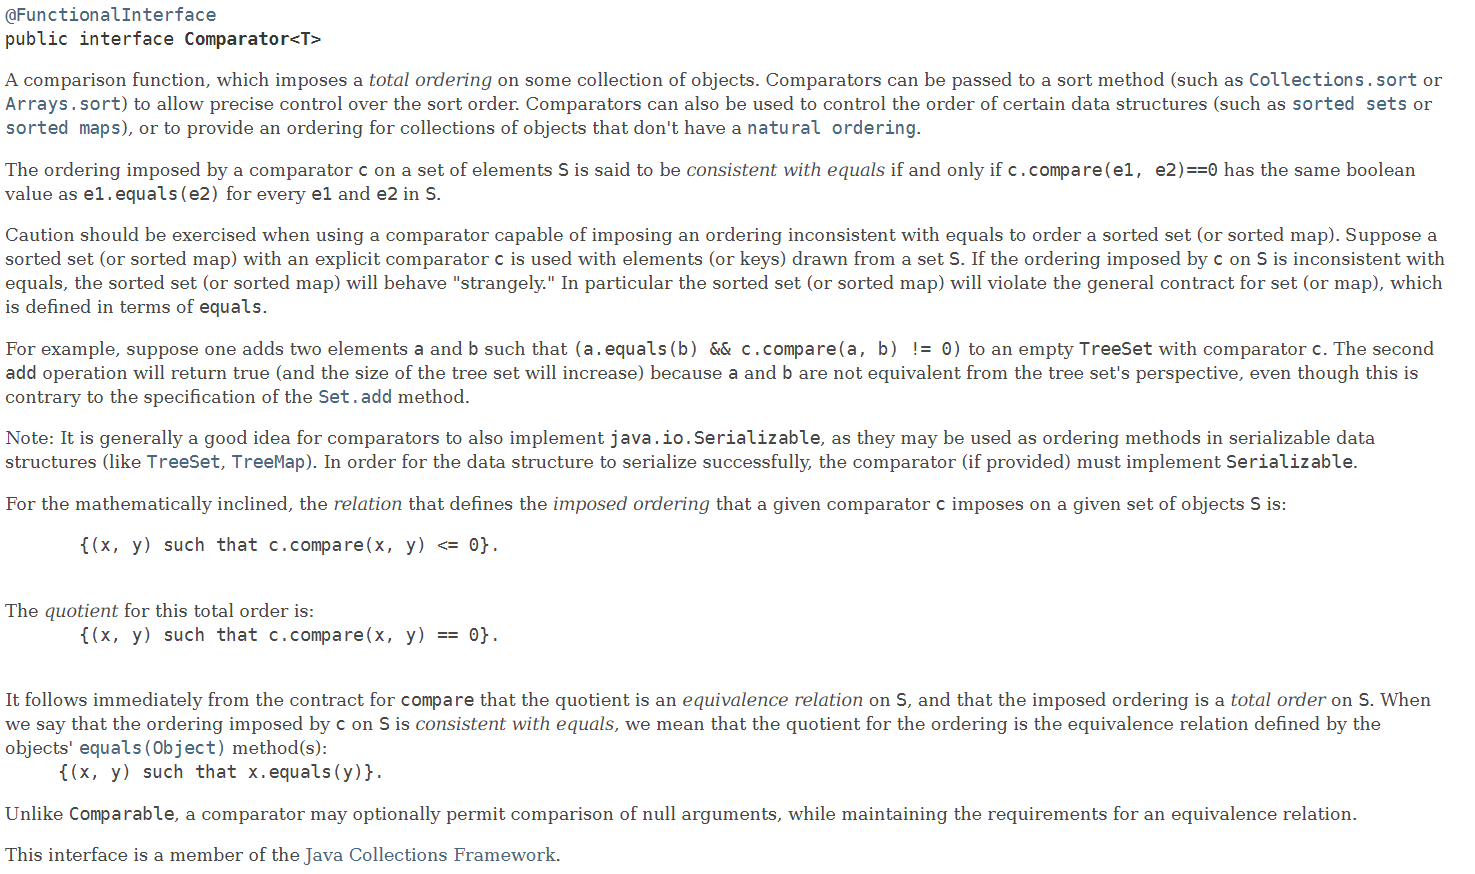 @FunctionalInterface
public interface Comparator<T>
A comparison function, which imposes a total ordering on some collection of objects. Comparators can be passed to a sort method (such as Collections.sort or
Arrays.sort) to allow precise control over the sort order. Comparators can also be used to control the order of certain data structures (such as sorted sets or
sorted maps), or to provide an ordering for collections of objects that don't have a natural ordering.
The ordering imposed by a comparator c on a set of elements S is said to be consistent with equals if and only if c.compare(e1, e2)==0 has the same boolean
value as e1.equals(e2) for every e1 and e2 in S.
Caution should be exercised when using a comparator capable of imposing an ordering inconsistent with equals to order a sorted set (or sorted map). Suppose a
sorted set (or sorted map) with an explicit comparator c is used with elements (or keys) drawn from a set S. If the ordering imposed by c on S is inconsistent with
equals, the sorted set (or sorted map) will behave "strangely." In particular the sorted set (or sorted map) will violate the general contract for set (or map), which
is defined in terms of equals.
For example, suppose one adds two elements a and b such that (a.equals(b) && c.compare(a, b) != 0) to an empty TreeSet with comparator c. The second
add operation will return true (and the size of the tree set will increase) because a and b are not equivalent from the tree set's perspective, even though this is
contrary to the specification of the Set.add method.
Note: It is generally a good idea for comparators to also implement java.io.Serializable, as they may be used as ordering methods in serializable data
structures (like TreeSet, TreeMap). In order for the data structure to serialize successfully, the comparator (if provided) must implement Serializable.
For the mathematically inclined, the relation that defines the imposed ordering that a given comparator c imposes on a given set of objects S is:
{(x, y) such that c.compare(x, y) <= 0}.
The quotient for this total order is:
{(x, y) such that c.compare(x, y) == 0}.
It follows immediately from the contract for compare that the quotient is an equivalence relation on S, and that the imposed ordering is a total order on S. When
we say that the ordering imposed by c on S is consistent with equals, we mean that the quotient for the ordering is the equivalence relation defined by the
objects' equals(Object) method(s):
{(x, y) such that x.equals(y)}.
Unlike Comparable, a comparator may optionally permit comparison of null arguments, while maintaining the requirements for an equivalence relation.
This interface is a member of the Java Collections Framework.